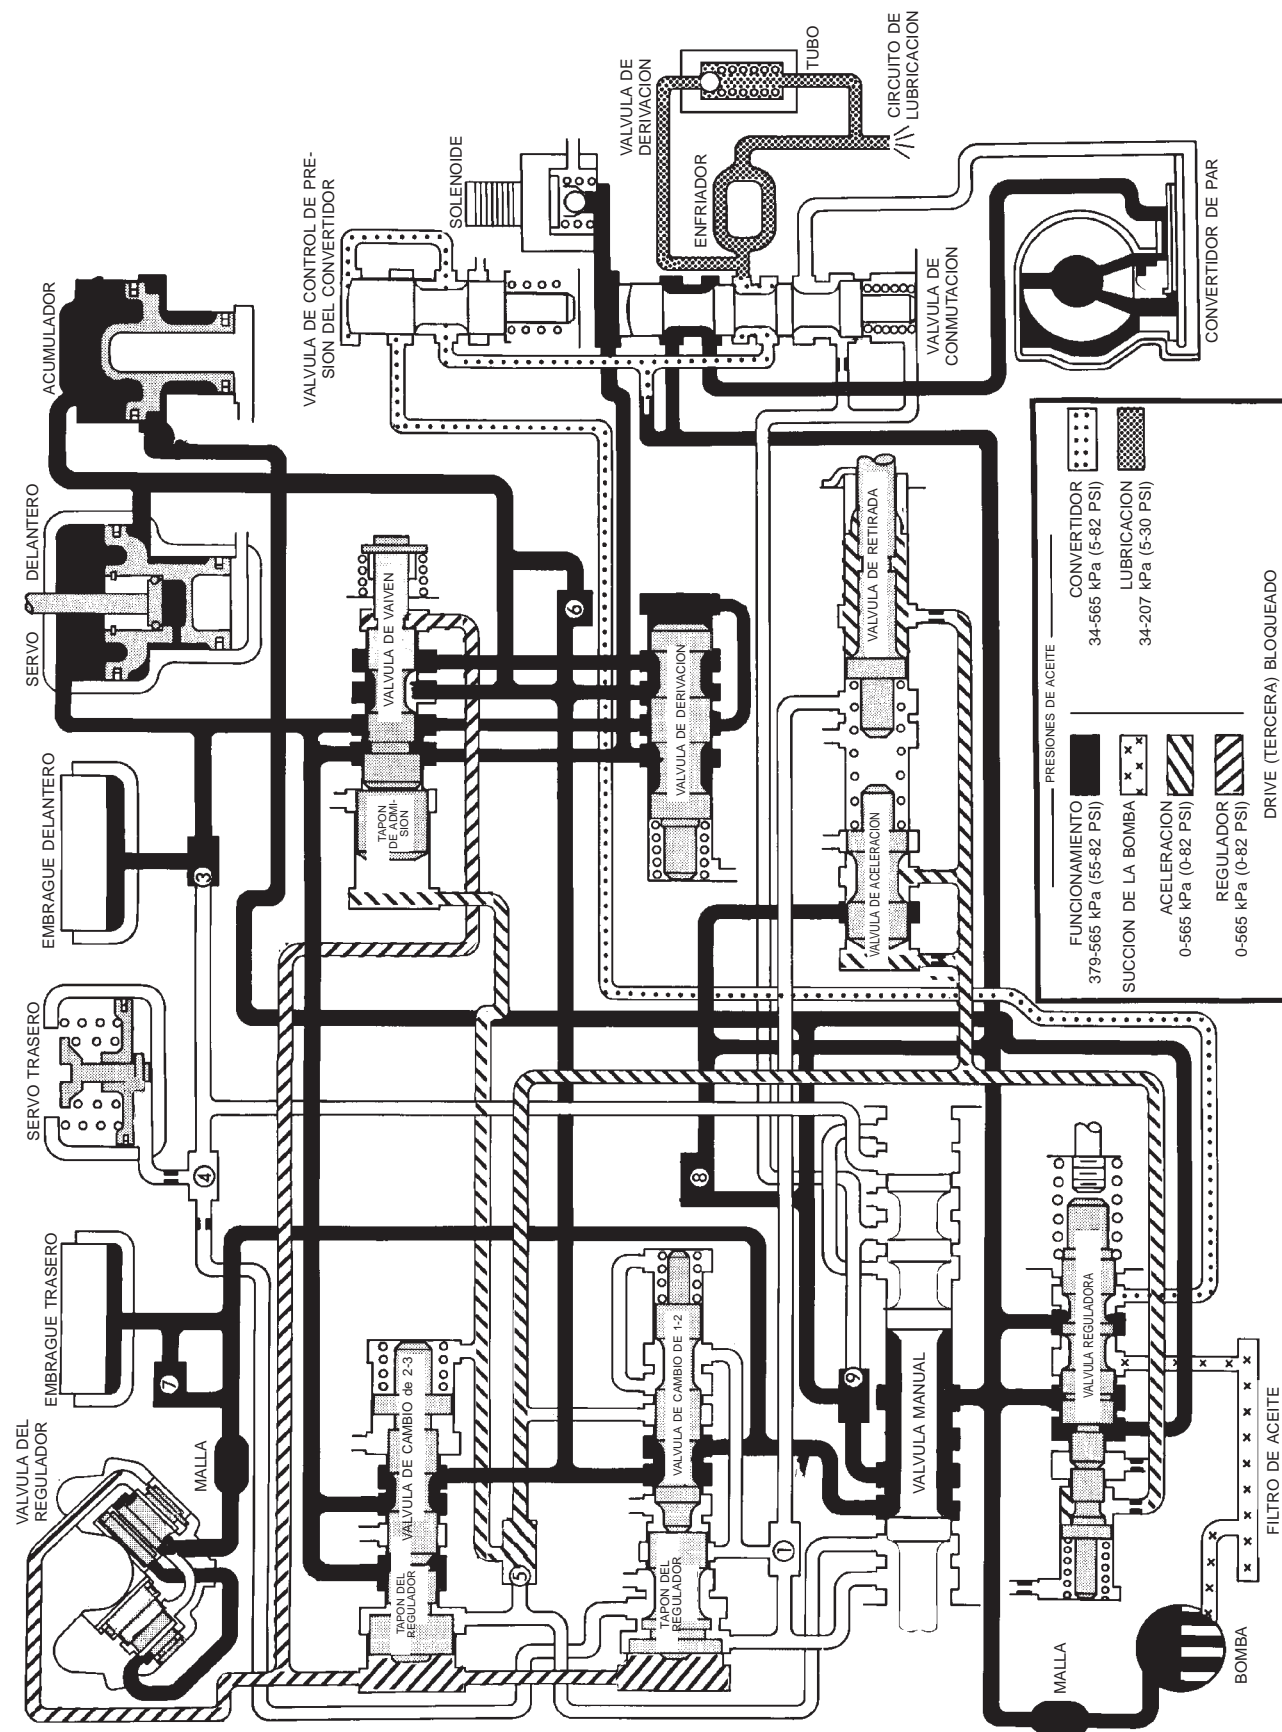 VALVULA DEL
REGULADOR
MALLA
EMBRAGUE TRASERO
SERVO TRASERO
EMBRAGUE DELANTERO
SERVO DELANTERO
ACUMULADOR
VALVULA DE CONTROL DE PRE-
SION DEL CONVERTIDOR
SOLENOIDE
VALVULA DE
DERIVACION
TUBO
ENFRIADOR
CIRCUITO DE
LUBRICACION
VALVULA DE
CONMUTACION
CONVERTIDOR DE PAR
7
4
3
6
TAPON DEL
REGULADOR
VALVULA DE CAMBIO de 2-3
TAPON
DE ADMI-
SION
VALVULA DE VAIVEN
5
TAPON DEL
REGULADOR
VALVULA DE CAMBIO DE 1-2
8
VALVULA DE DERIVACION
1
9
VALVULA DE ACELERACION
VALVULA DE RETIRADA
VALVULA MANUAL
VALVULA REGULADORA
MALLA
BOMBA
FILTRO DE ACEITE
PRESIONES DE ACEITE
FUNCIONAMIENTO
379-565 kPa (55-82 PSI)
SUCCION DE LA BOMBA
ACELERACION
0-565 kPa (0-82 PSI)
REGULADOR
0-565 kPa (0-82 PSI)
CONVERTIDOR
34-565 kPa (5-82 PSI)
LUBRICACION
34-207 kPa (5-30 PSI)
DRIVE (TERCERA) BLOQUEADO